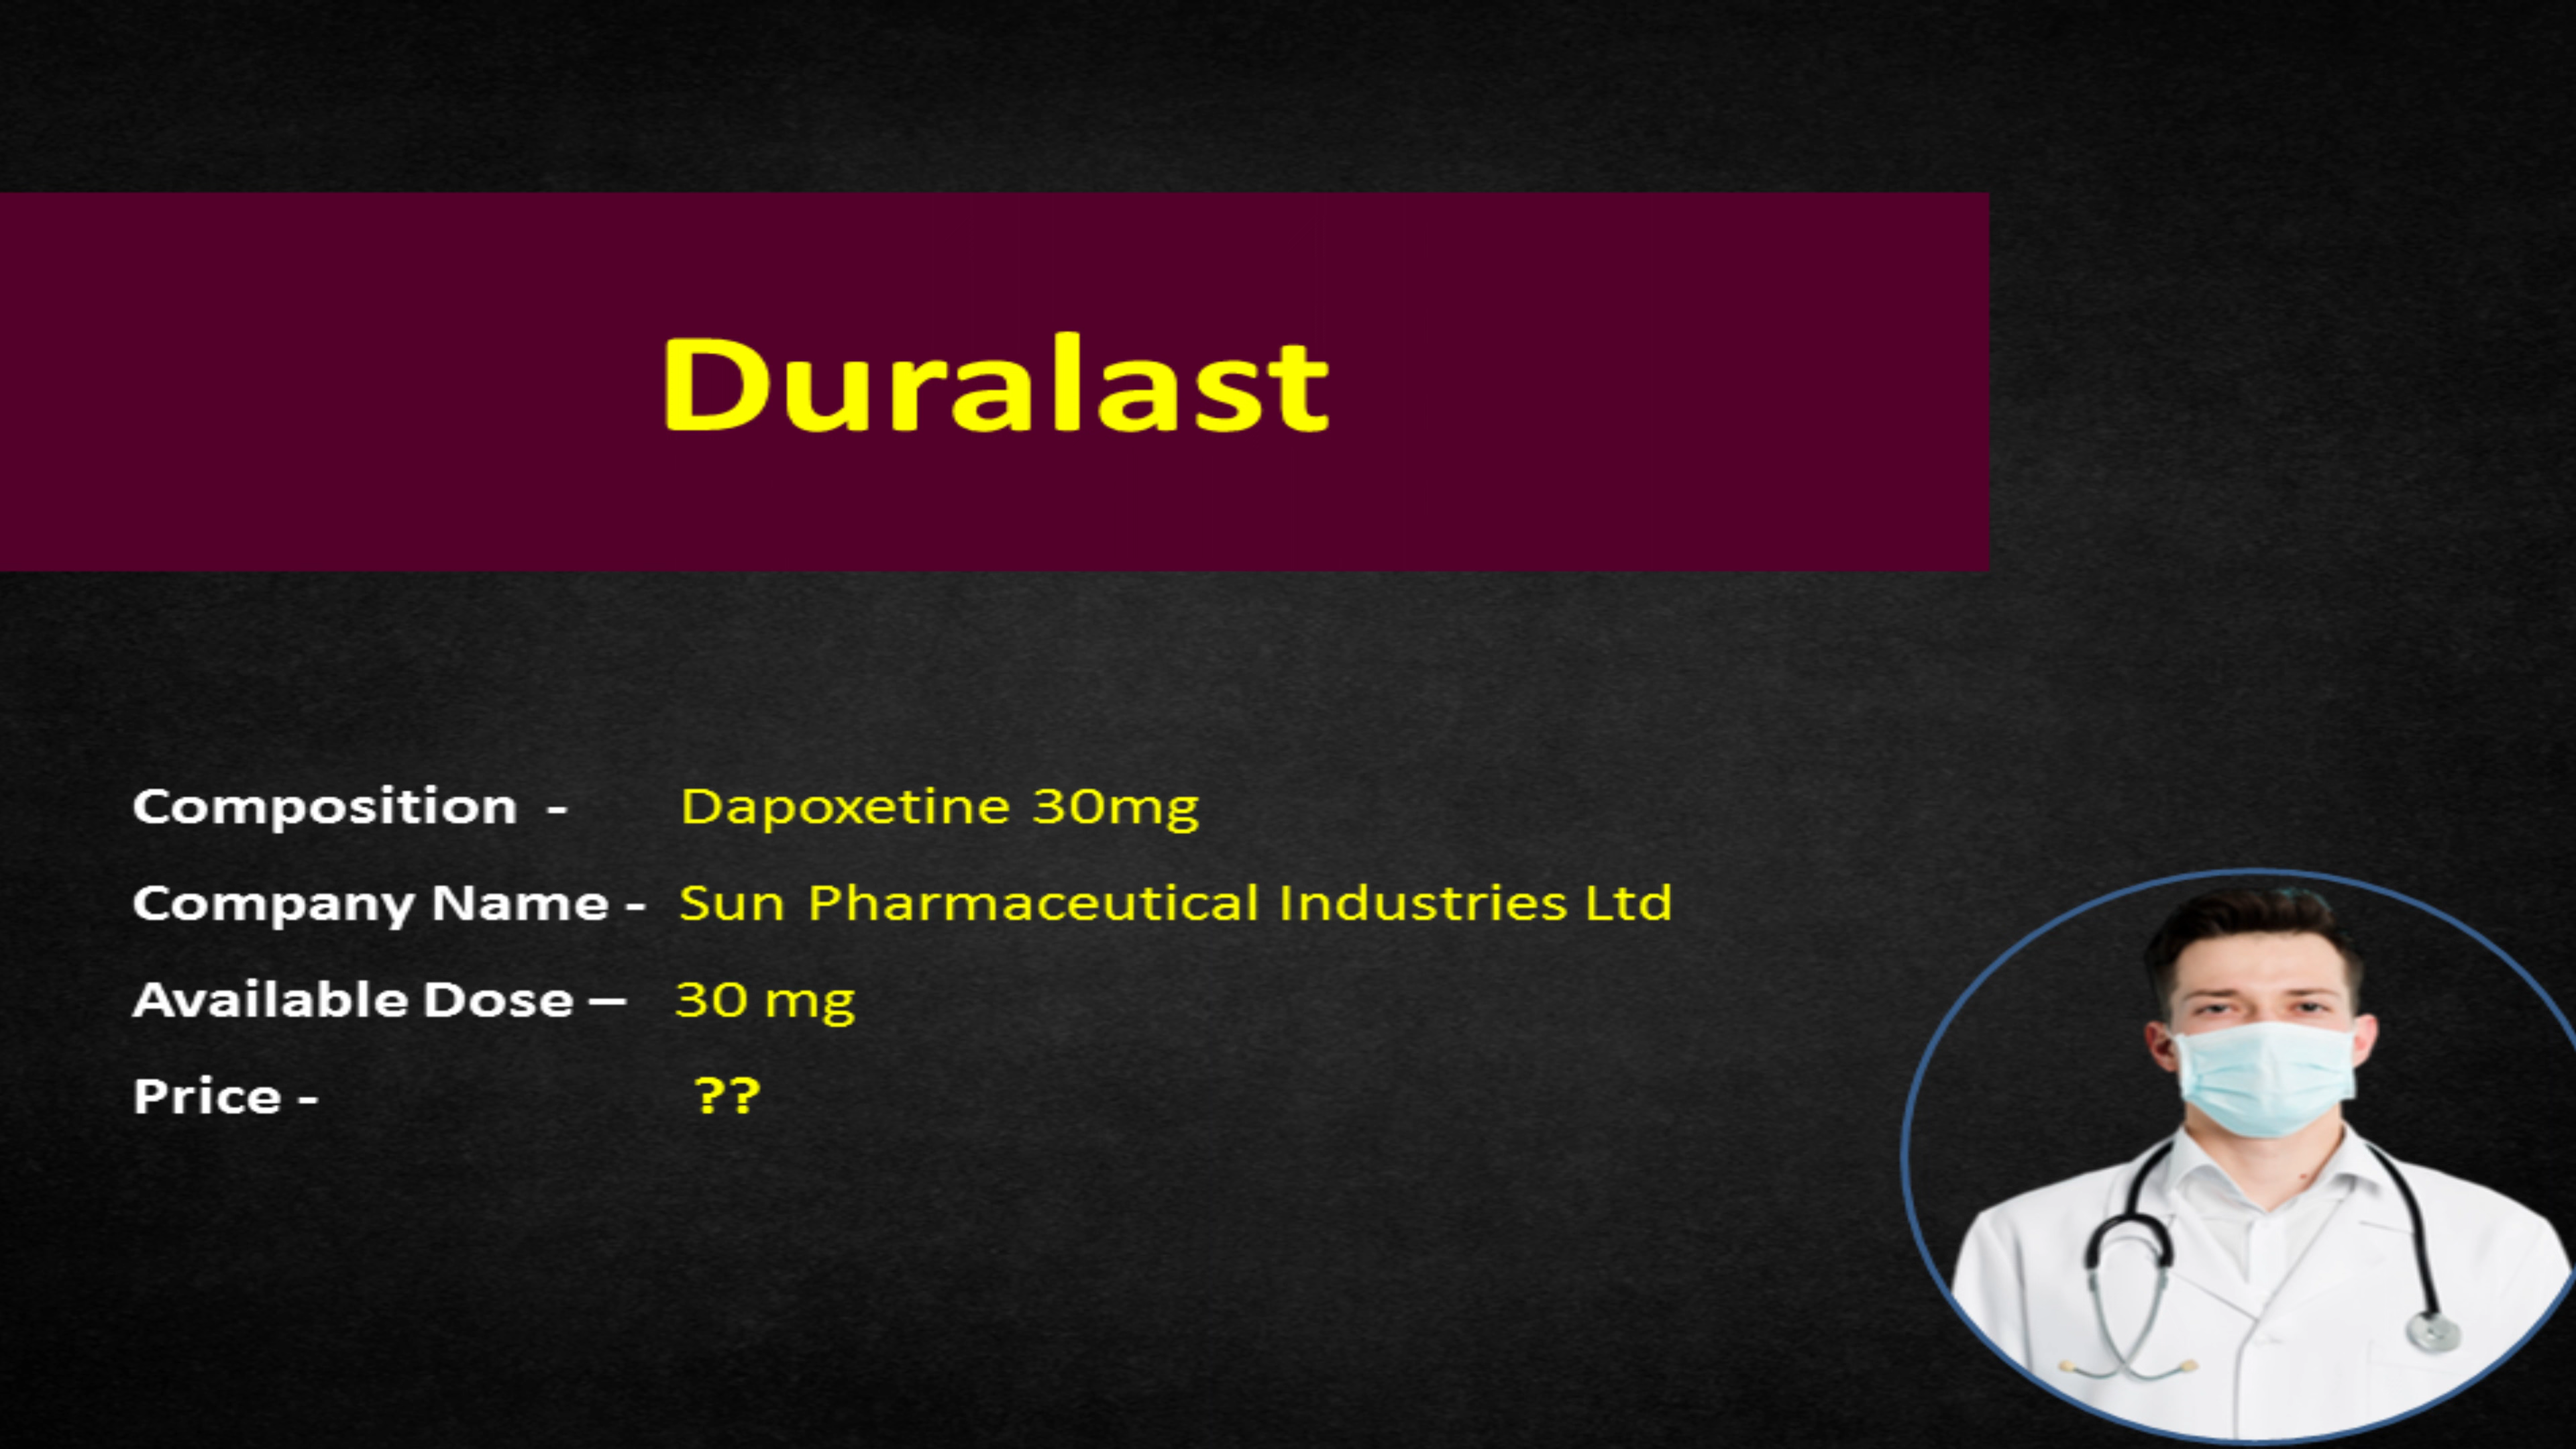 Duralast
Composition - Dapoxetine 30mg
Company Name - Sun Pharmaceutical Industries Ltd
Available Dose – 30 mg
Price - ??